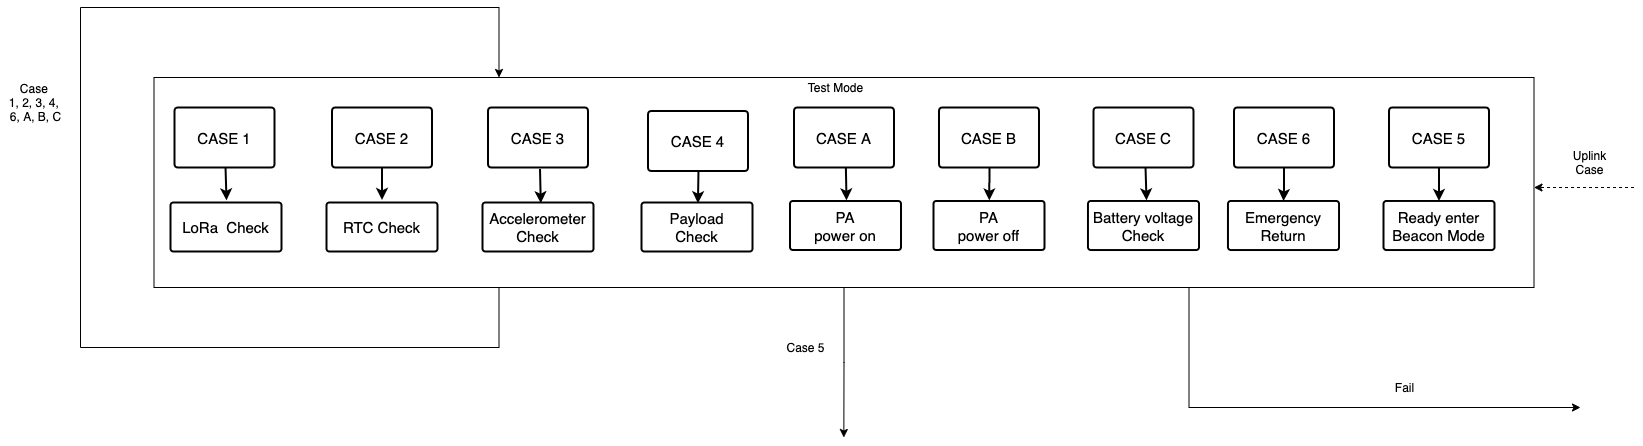 Case
1, 2, 3, 4,
6, A, B, C
Test Mode
CASE 1
CASE 2
CASE 3
CASE 4
CASE A
CASE B
CASE C
CASE 6
CASE 5
LoRa Check
RTC Check
Accelerometer
Check
Payload
Check
PA
power on
PA
power off
Battery voltage
Check
Emergency
Return
Ready enter
Beacon Mode
Uplink
Case
Case 5
Fail